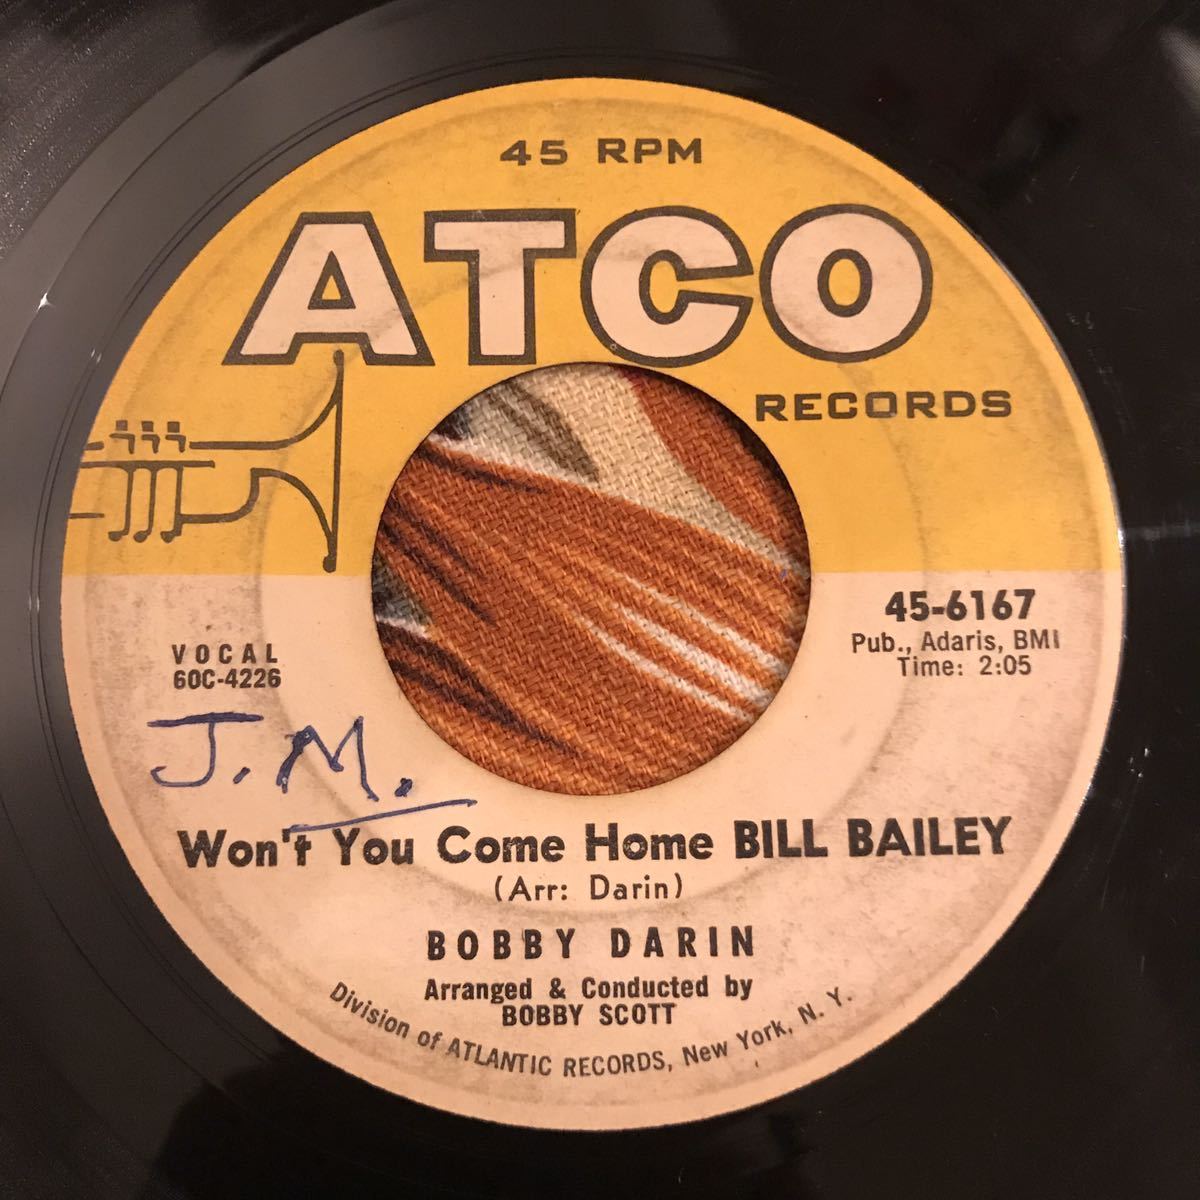 45 RPM
ATCO
RECORDS
45-6167
Pub., Adaris, BMI
Time: 2:05
VOCAL
60C-4226
J.M.
Won't You Come Home BILL BAILEY
(Arr: Darin)
BOBBY DARIN
Arranged & Conducted by
BOBBY SCOTT
Division of ATLANTIC RECORDS, New York, N. Y.